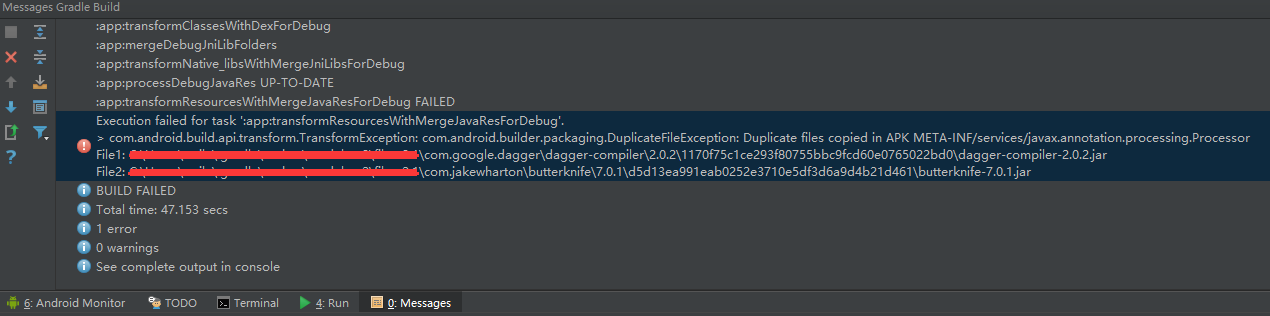 Messages Gradle Build
:app:transformClassesWithDexForDebug
:app:mergeDebugJniLibFolders
:app:transformNative_libsWithMergeJniLibsForDebug
:app:processDebugJavaRes UP-TO-DATE
:app:transformResourcesWithMergeJavaResForDebug FAILED
Execution failed for task ':app:transformResourcesWithMergeJavaResForDebug'.
> com.android.build.api.transform.TransformException: com.android.builder.packaging.DuplicateFileException: Duplicate files copied in APK META-INF/services/javax.annotation.processing.Processor
File1: \com.google.dagger\dagger-compiler\2.0.2\1170f75c1ce293f80755bbc9fcd60e0765022bd0\dagger-compiler-2.0.2.jar
File2: \com.jakewharton\butterknife\7.0.1\d5d13ea991eab0252e3710e5df3d6a9d4b21d461\butterknife-7.0.1.jar
BUILD FAILED
Total time: 47.153 secs
1 error
0 warnings
See complete output in console
6: Android Monitor TODO Terminal 4: Run 0: Messages